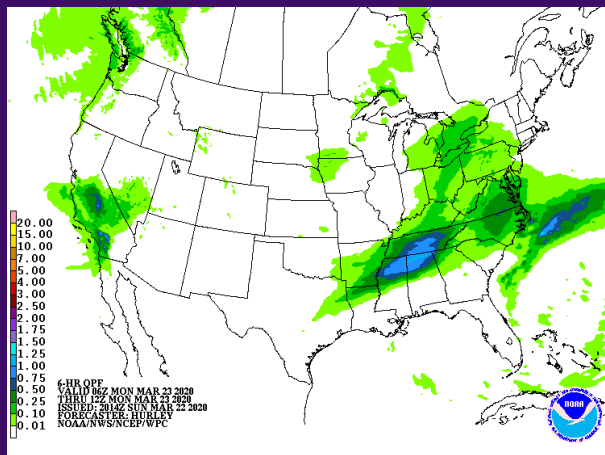 20.00
15.00
10.00
7.00
5.00
4.00
3.00
2.50
2.00
1.75
1.50
1.25
1.00
0.75
0.50
0.25
0.10
0.01
6-HR QPF
VALID 06Z MON MAR 23 2020
THRU 12Z MON MAR 23 2020
ISSUED: 2014Z SUN MAR 22 2020
FORECASTER: HURLEY
NOAA/NWS/NCEP/WPC
NOAA